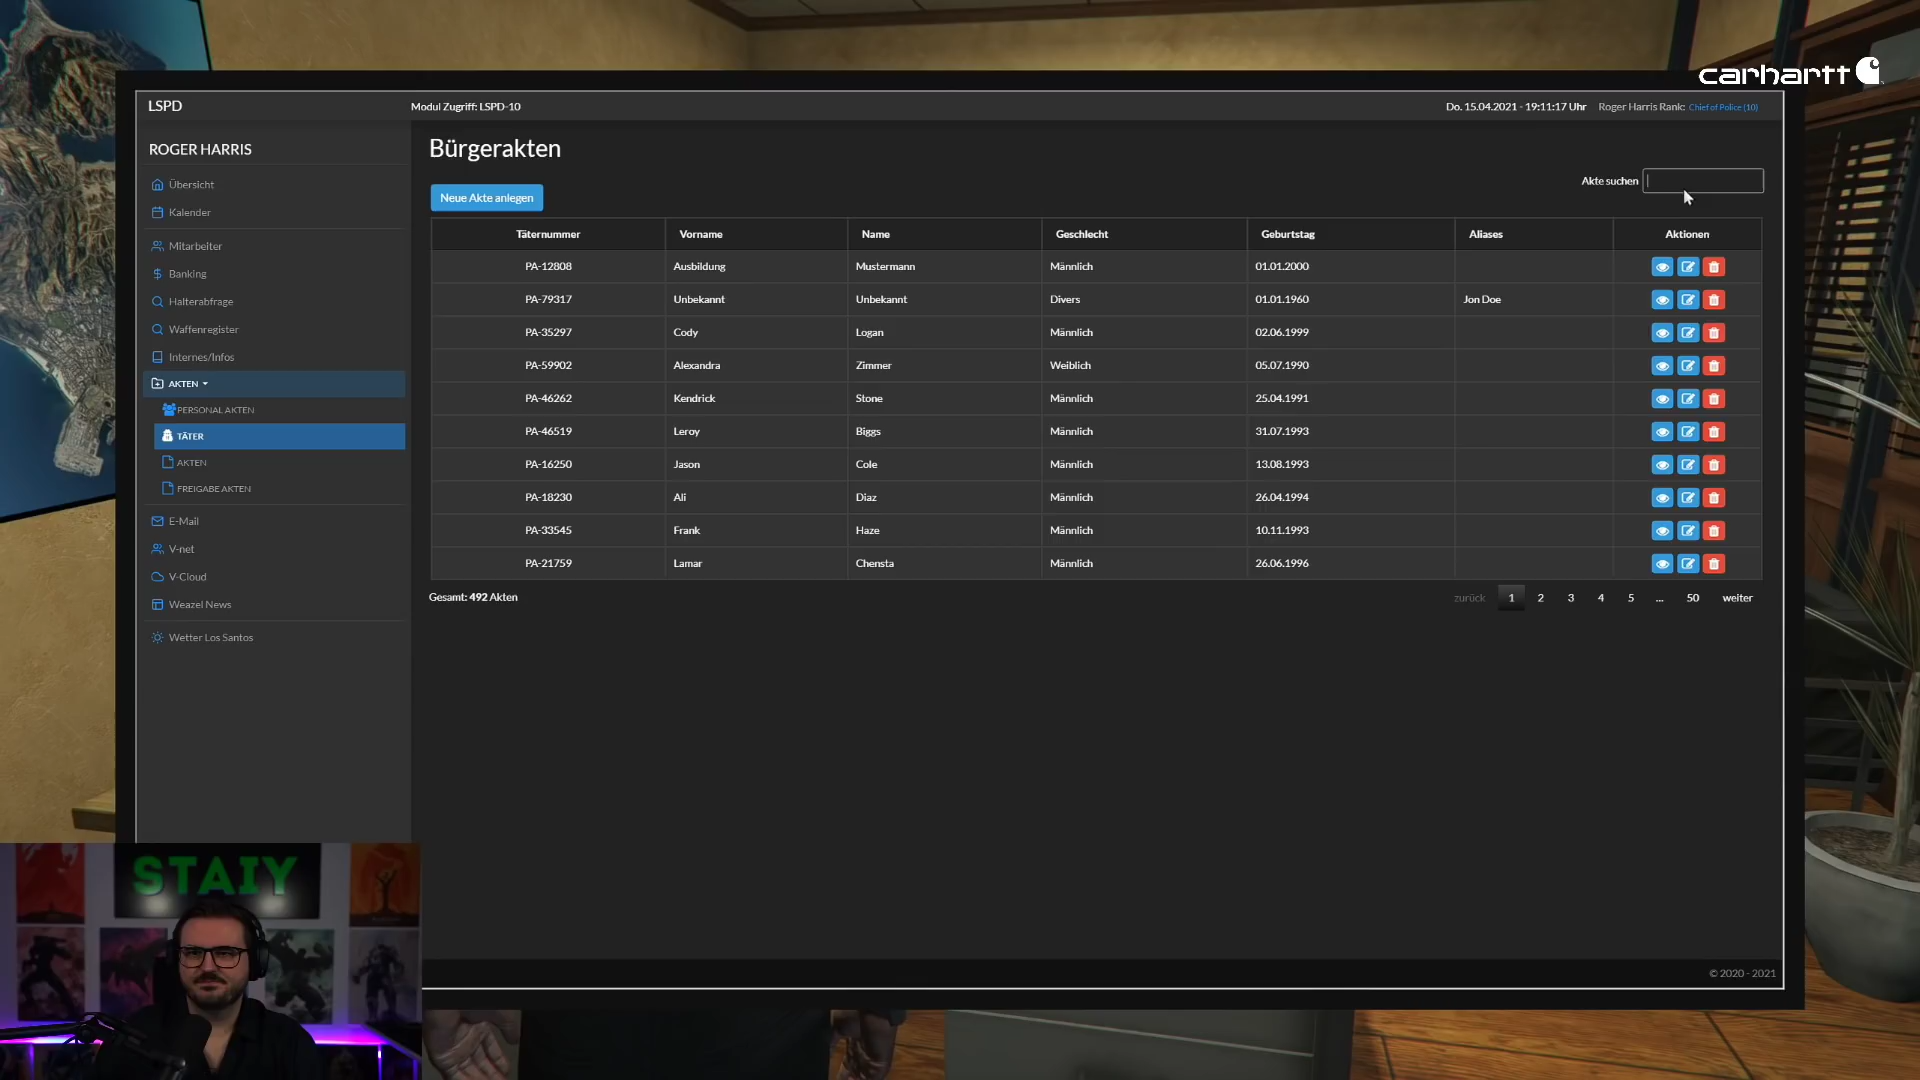 carhartt
LSPD
Modul Zugriff: LSPD-10
Do. 15.04.2021 - 19:11:17 Uhr
Roger Harris Rank: Chief of Police (10)
ROGER HARRIS
Übersicht
Kalender
Mitarbeiter
Banking
Halterabfrage
Waffenregister
Internes/Infos
AKTEN
PERSONAL AKTEN
TÄTER
AKTEN
FREIGABE AKTEN
E-Mail
V-net
V-Cloud
Weazel News
Wetter Los Santos
Bürgerakten
Akte suchen
Neue Akte anlegen
Täternummer Vorname Name Geschlecht Geburtstag Aliases Aktionen
PA-12808 Ausbildung Mustermann Männlich 01.01.2000
PA-79317 Unbekannt Unbekannt Divers 01.01.1960 Jon Doe
PA-35297 Cody Logan Männlich 02.06.1999
PA-59902 Alexandra Zimmer Weiblich 05.07.1990
PA-46262 Kendrick Stone Männlich 25.04.1991
PA-46519 Leroy Biggs Männlich 31.07.1993
PA-16250 Jason Cole Männlich 13.08.1993
PA-18230 Ali Diaz Männlich 26.04.1994
PA-33545 Frank Haze Männlich 10.11.1993
PA-21759 Lamar Chensta Männlich 26.06.1996
Gesamt: 492 Akten
zurück 1 2 3 4 5 ... 50 weiter
© 2020 - 2021
STAIY